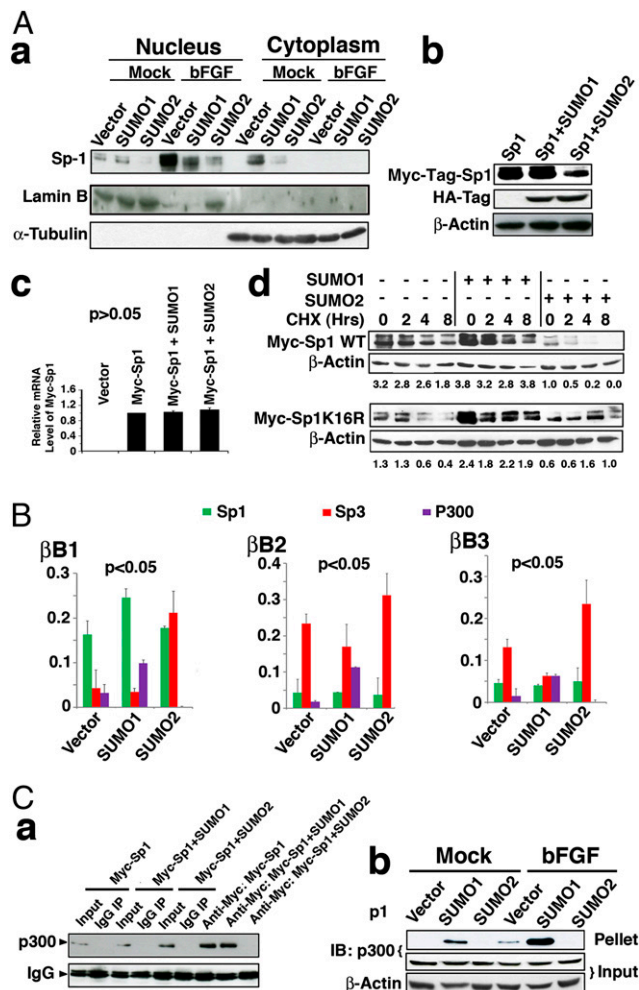 A
a
Nucleus Cytoplasm
Mock bFGF Mock bFGF
Vector SUMO1 SUMO2 Vector SUMO1 SUMO2 Vector SUMO1 SUMO2 Vector SUMO1 SUMO2
Sp-1
Lamin B
α-Tubulin
b
Sp1 Sp1+SUMO1 Sp1+SUMO2
Myc-Tag-Sp1
HA-Tag
β-Actin
c
p>0.05
Vector Myc-Sp1 Myc-Sp1 + SUMO1 Myc-Sp1 + SUMO2
Relative mRNA
Level of Myc-Sp1
1.6
1.2
0.8
0.4
0.0
d
SUMO1 - - - - + + + + - - - -
SUMO2 - - - - - - - - + + + +
CHX (Hrs) 0 2 4 8 0 2 4 8 0 2 4 8
Myc-Sp1 WT
β-Actin
3.2 2.8 2.6 1.8 3.8 3.2 2.8 3.8 1.0 0.5 0.2 0.0
Myc-Sp1K16R
β-Actin
1.3 1.3 0.6 0.4 2.4 1.8 2.2 1.9 0.6 0.6 1.6 1.0
B
Sp1 Sp3 P300
βB1
p<0.05
0.3
0.2
0.1
0
Vector SUMO1 SUMO2
βB2
p<0.05
0.4
0.3
0.2
0.1
0
Vector SUMO1 SUMO2
βB3
p<0.05
0.3
0.2
0.1
0
Vector SUMO1 SUMO2
C
a
Myc-Sp1 Myc-Sp1+SUMO1 Myc-Sp1+SUMO2
Input IgG IP Input IgG IP Input IgG IP Anti-Myc: Myc-Sp1 Anti-Myc: Myc-Sp1+SUMO1 Anti-Myc: Myc-Sp1+SUMO2
p300
IgG
b
Mock bFGF
p1 Vector SUMO1 SUMO2 Vector SUMO1 SUMO2
IB: p300 { Pellet
} Input
β-Actin